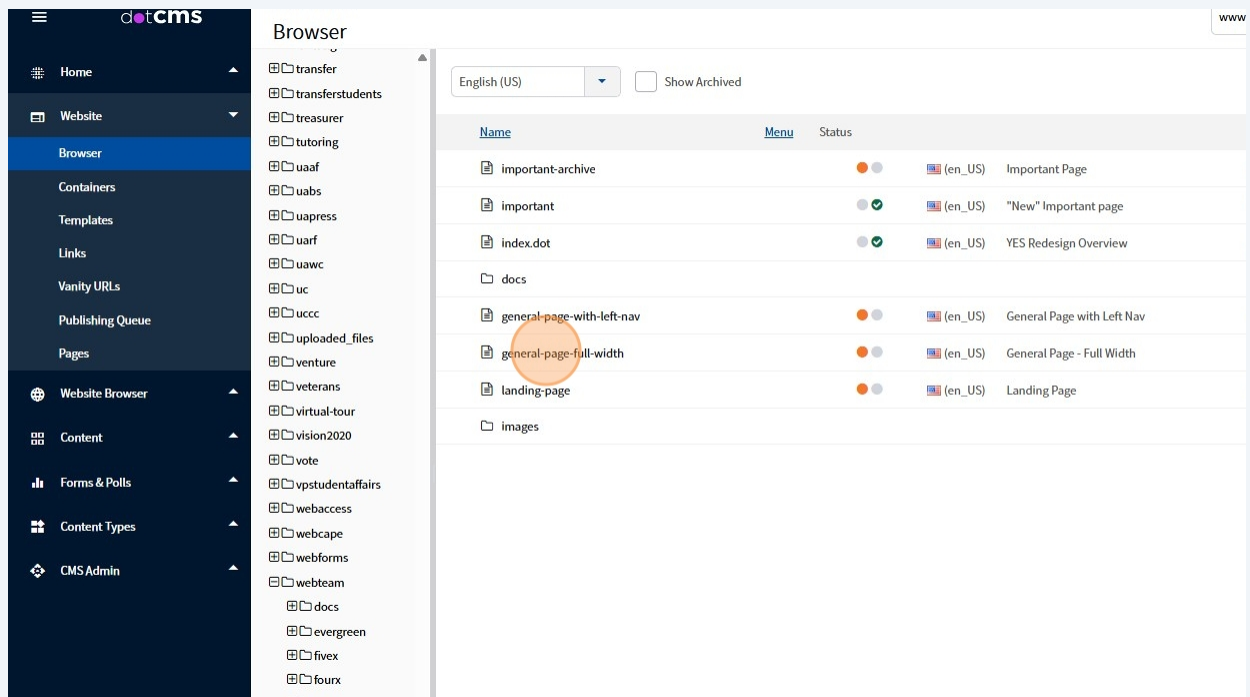 dotcms
Home
Website
Browser
Containers
Templates
Links
Vanity URLs
Publishing Queue
Pages
Website Browser
Content
Forms & Polls
Content Types
CMS Admin
Browser
www
transfer
transferstudents
treasurer
tutoring
uaaf
uabs
uapress
uarf
uawc
uc
uccc
uploaded_files
venture
veterans
virtual-tour
vision2020
vote
vpstudentaffairs
webaccess
webcape
webforms
webteam
docs
evergreen
fivex
fourx
English (US)
Show Archived
Name Menu Status
important-archive (en_US) Important Page
important (en_US) "New" Important page
index.dot (en_US) YES Redesign Overview
docs
general-page-with-left-nav (en_US) General Page with Left Nav
general-page-full-width (en_US) General Page - Full Width
landing-page (en_US) Landing Page
images